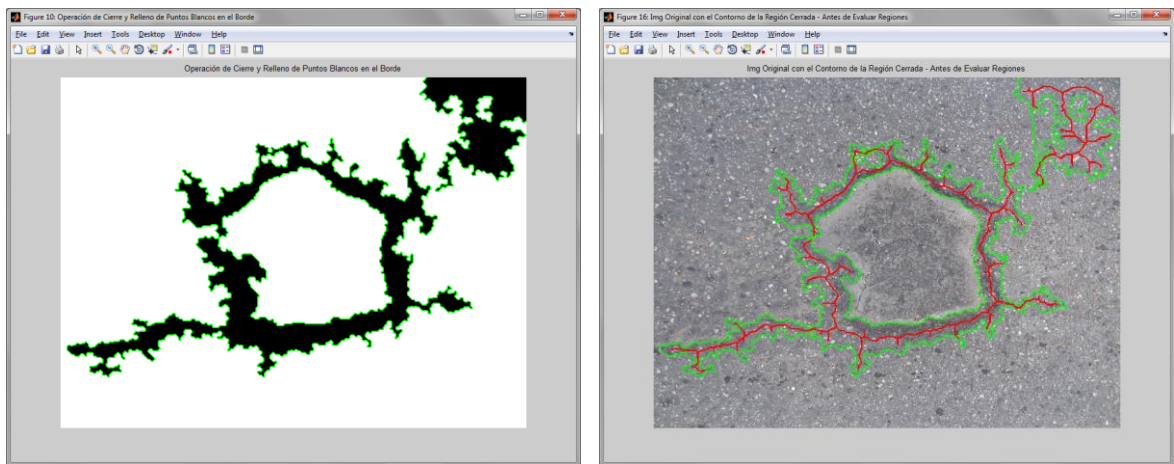 Figure 10: Operación de Cierre y Relleno de Puntos Blancos en el Borde
File Edit View Insert Tools Desktop Window Help
Operación de Cierre y Relleno de Puntos Blancos en el Borde
Figure 16: Img Original con el Contorno de la Región Cerrada - Antes de Evaluar Regiones
File Edit View Insert Tools Desktop Window Help
Img Original con el Contorno de la Región Cerrada - Antes de Evaluar Regiones